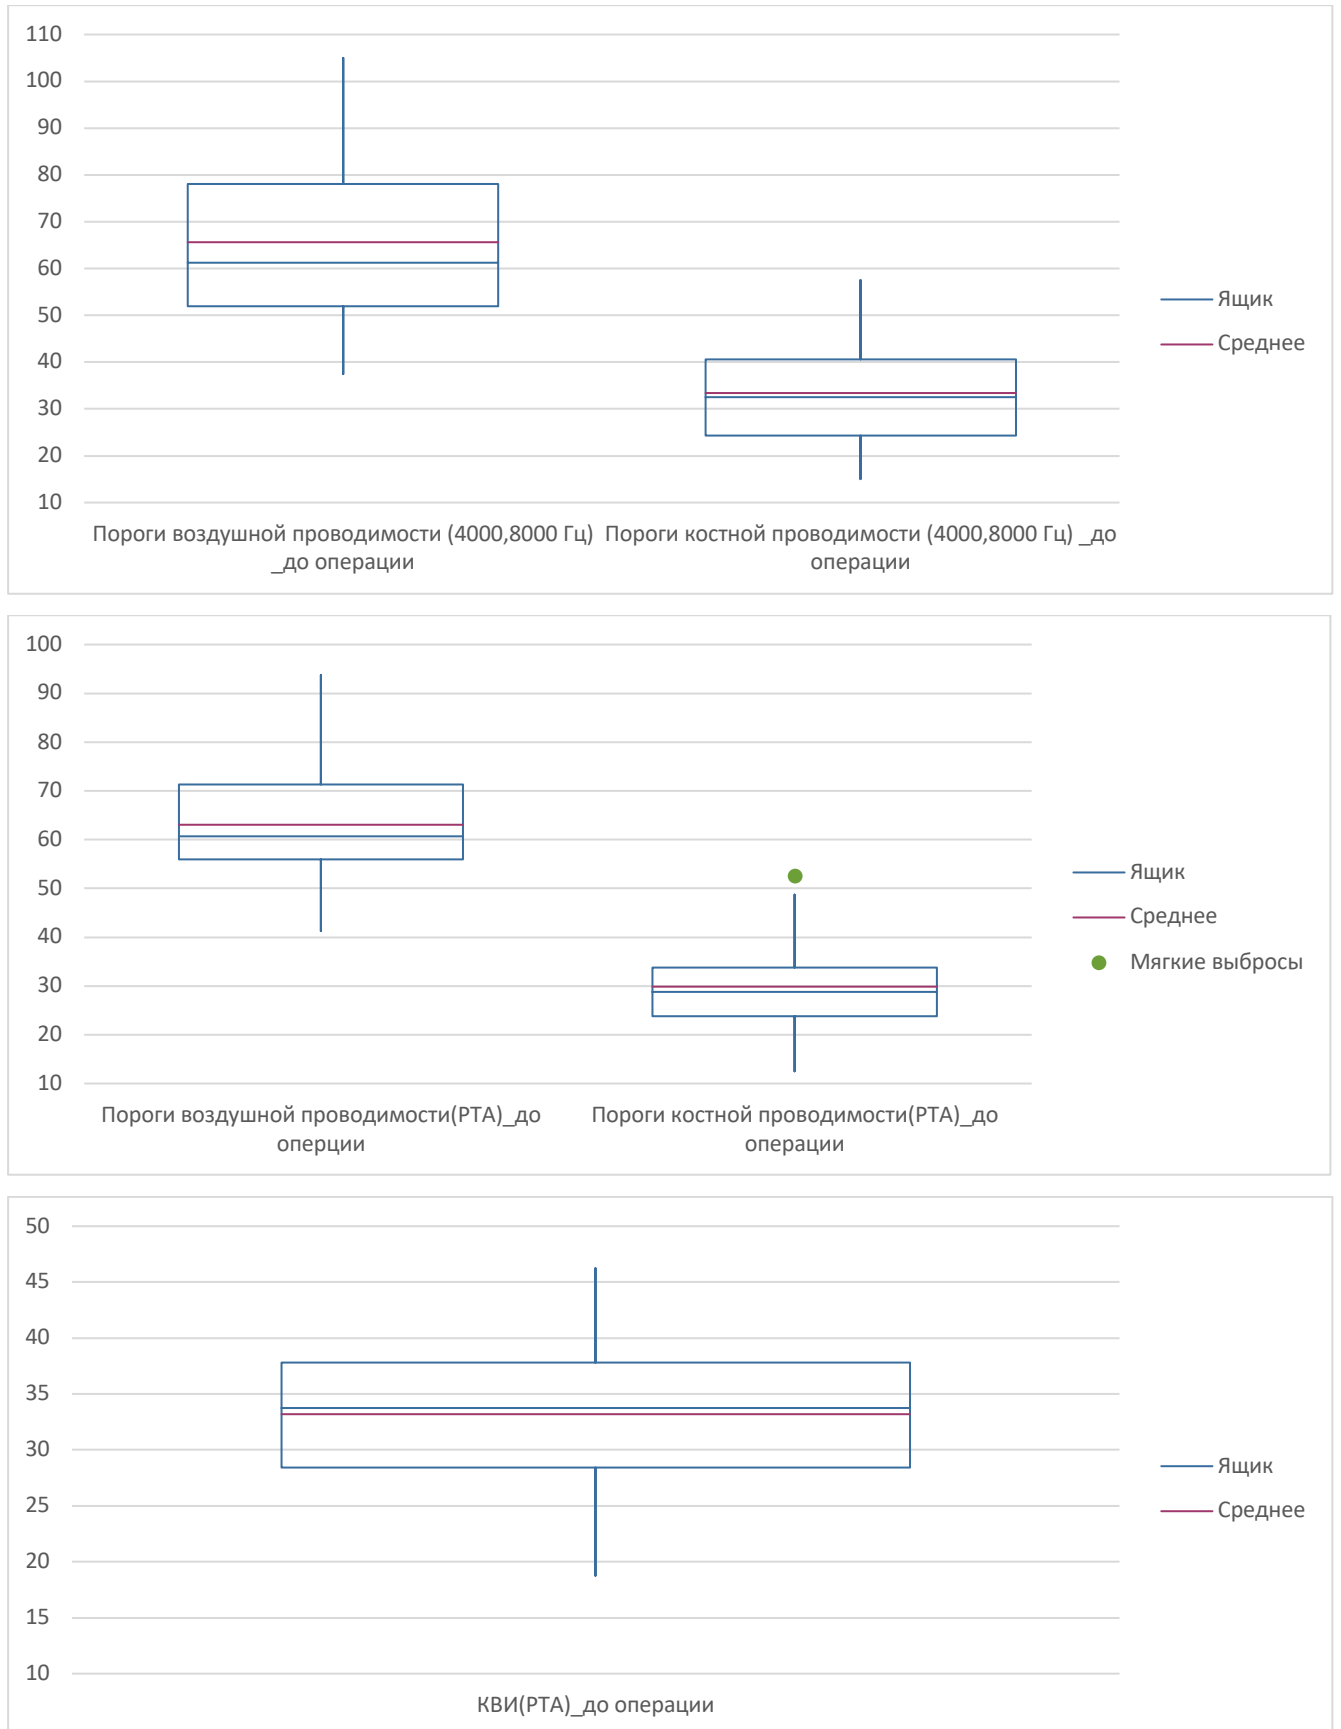 110
100
90
80
70
60
50
40
30
20
10
Пороги воздушной проводимости (4000,8000 Гц)
_до операции
Пороги костной проводимости (4000,8000 Гц) _до
операции
Ящик
Среднее
100
90
80
70
60
50
40
30
20
10
Пороги воздушной проводимости(PTA)_до
оперции
Пороги костной проводимости(PTA)_до
операции
Ящик
Среднее
Мягкие выбросы
50
45
40
35
30
25
20
15
10
КВИ(PTA)_до операции
Ящик
Среднее